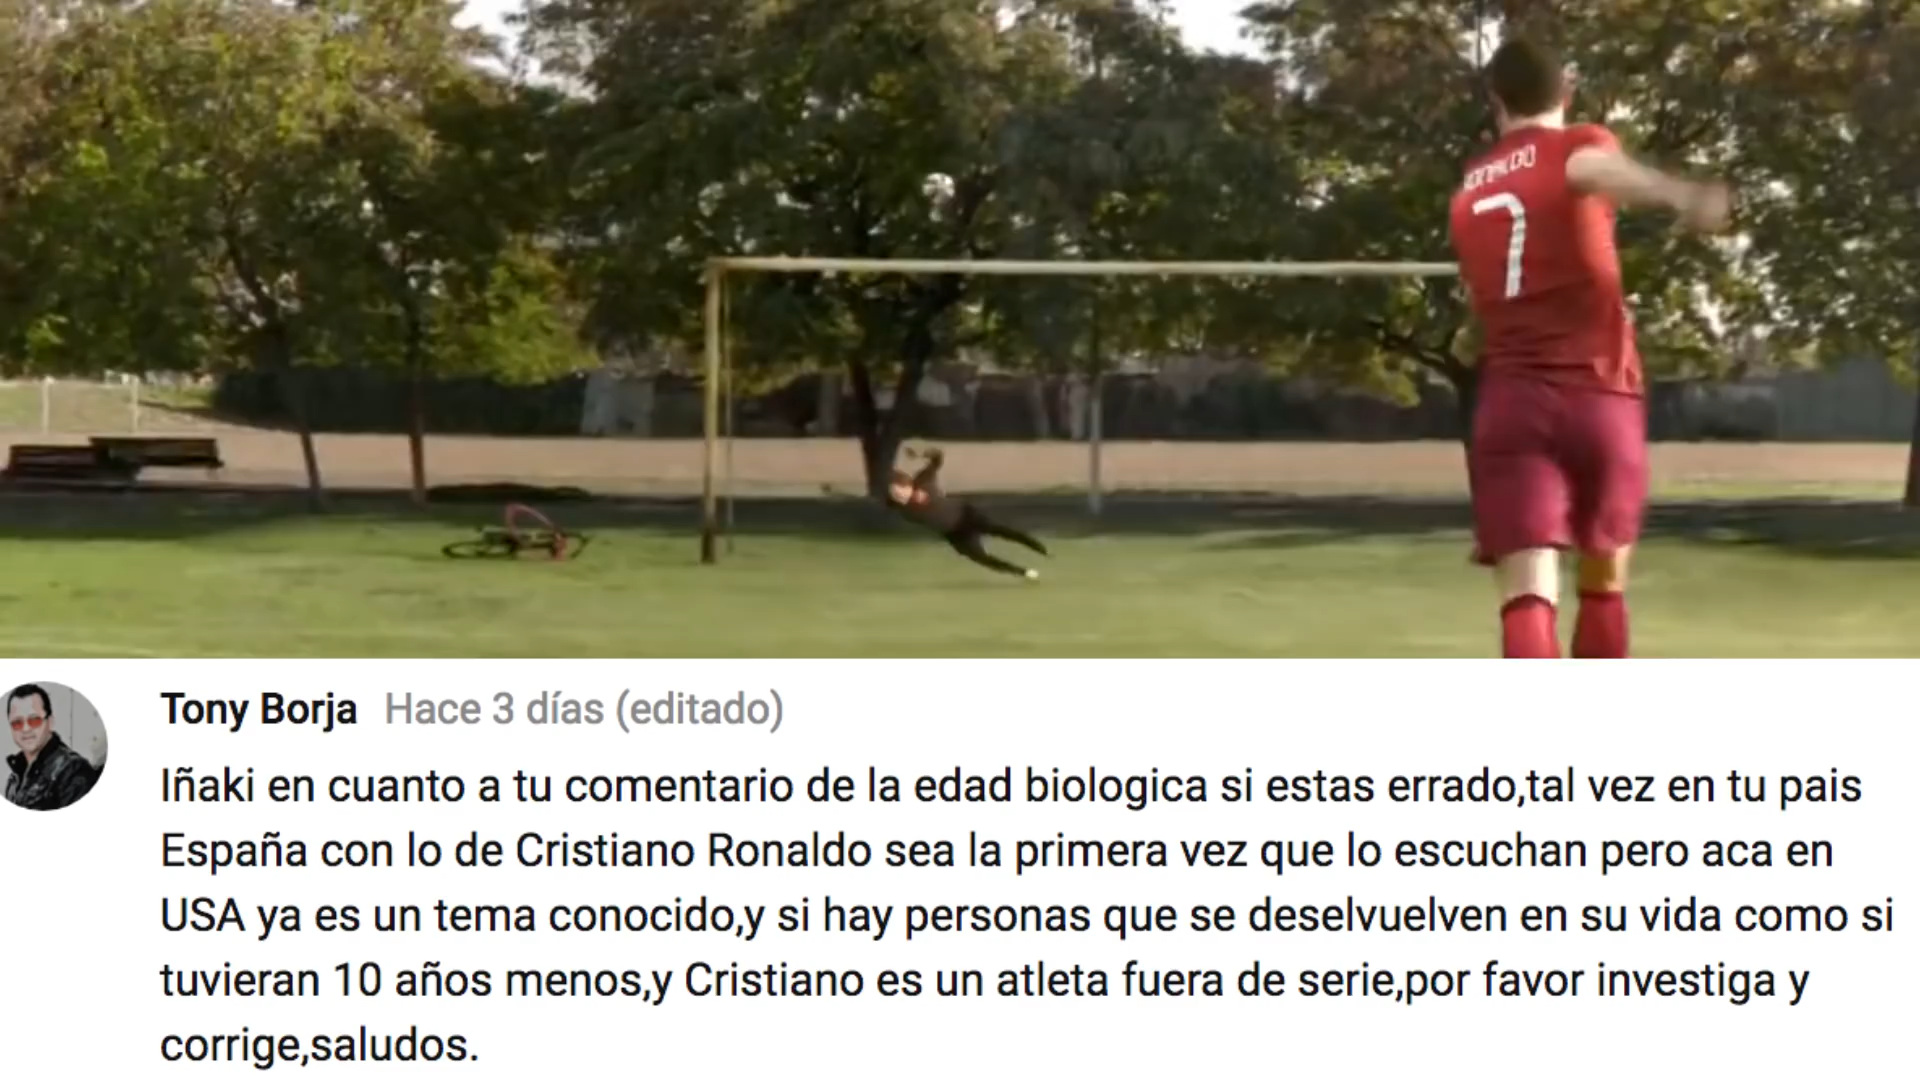 RONALDO
7
Tony Borja Hace 3 días (editado)
Iñaki en cuanto a tu comentario de la edad biologica si estas errado,tal vez en tu pais
España con lo de Cristiano Ronaldo sea la primera vez que lo escuchan pero aca en
USA ya es un tema conocido,y si hay personas que se deselvuelven en su vida como si
tuvieran 10 años menos,y Cristiano es un atleta fuera de serie,por favor investiga y
corrige,saludos.